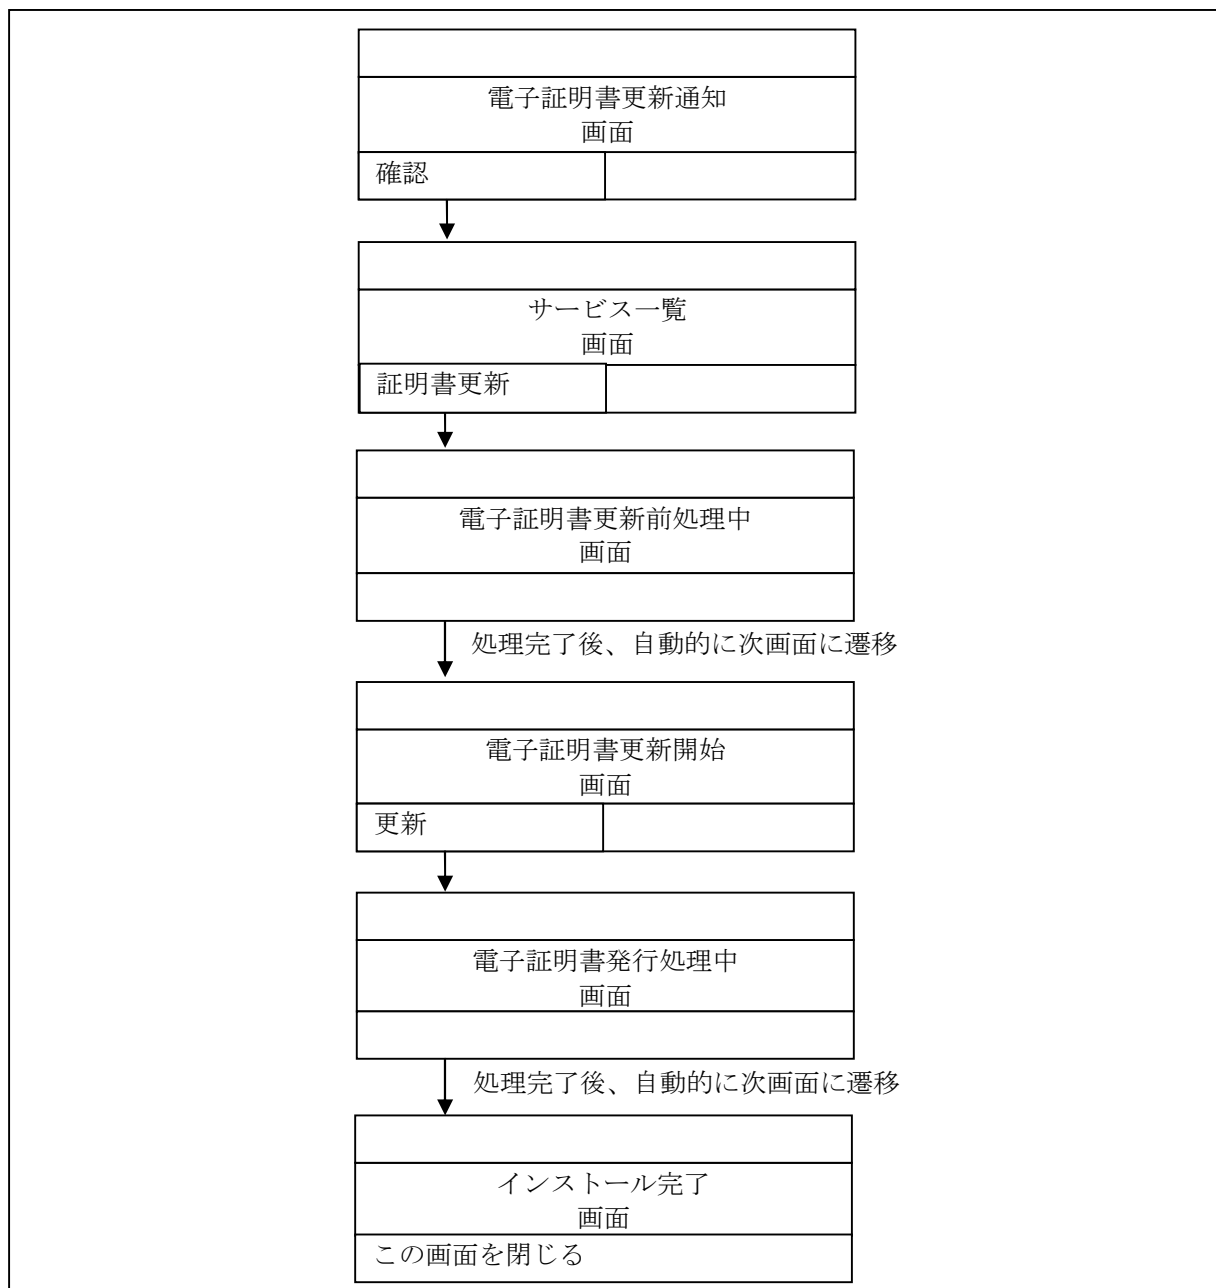 電子証明書更新通知
画面
確認
サービス一覧
画面
証明書更新
電子証明書更新前処理中
画面
処理完了後、自動的に次画面に遷移
電子証明書更新開始
画面
更新
電子証明書発行処理中
画面
処理完了後、自動的に次画面に遷移
インストール完了
画面
この画面を閉じる